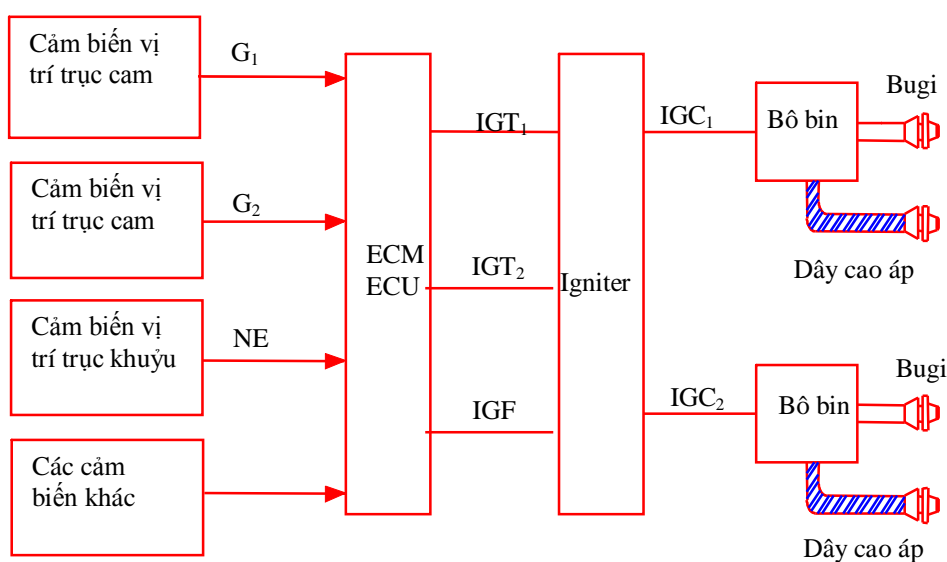 Cảm biến vị
trí trục cam
G1
Cảm biến vị
trí trục cam
G2
Cảm biến vị
trí trục khuỷu
NE
Các cảm
biến khác
ECM
ECU
IGT1
IGT2
IGF
Igniter
IGC1
IGC2
Bô bin
Bugi
Dây cao áp
Bô bin
Bugi
Dây cao áp